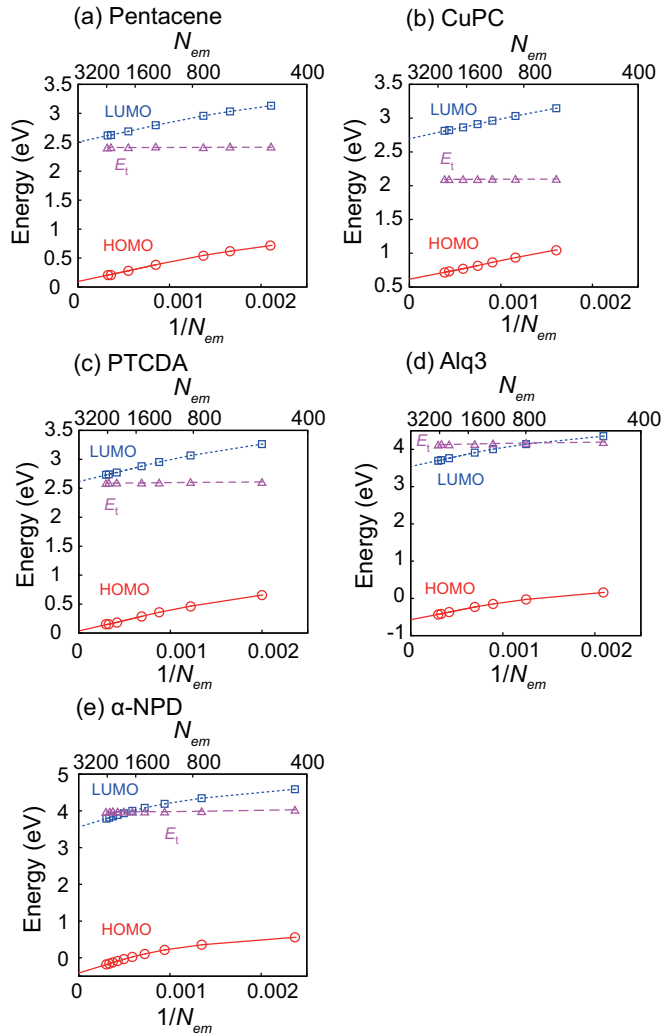 (a) Pentacene
N_em
3200 1600 800 400
3.5
3
2.5
2
1.5
1
0.5
0
Energy (eV)
LUMO
E_t
HOMO
0 0.001 0.002
1/N_em
(b) CuPC
N_em
3200 1600 800 400
3.5
3
2.5
2
1.5
1
0.5
Energy (eV)
LUMO
E_t
HOMO
0 0.001 0.002
1/N_em
(c) PTCDA
N_em
3200 1600 800 400
3.5
3
2.5
2
1.5
1
0.5
0
Energy (eV)
LUMO
E_t
HOMO
0 0.001 0.002
1/N_em
(d) Alq3
N_em
3200 1600 800 400
4
3
2
1
0
-1
Energy (eV)
E_t
LUMO
HOMO
0 0.001 0.002
1/N_em
(e) α-NPD
N_em
3200 1600 800 400
5
4
3
2
1
0
Energy (eV)
LUMO
E_t
HOMO
0 0.001 0.002
1/N_em